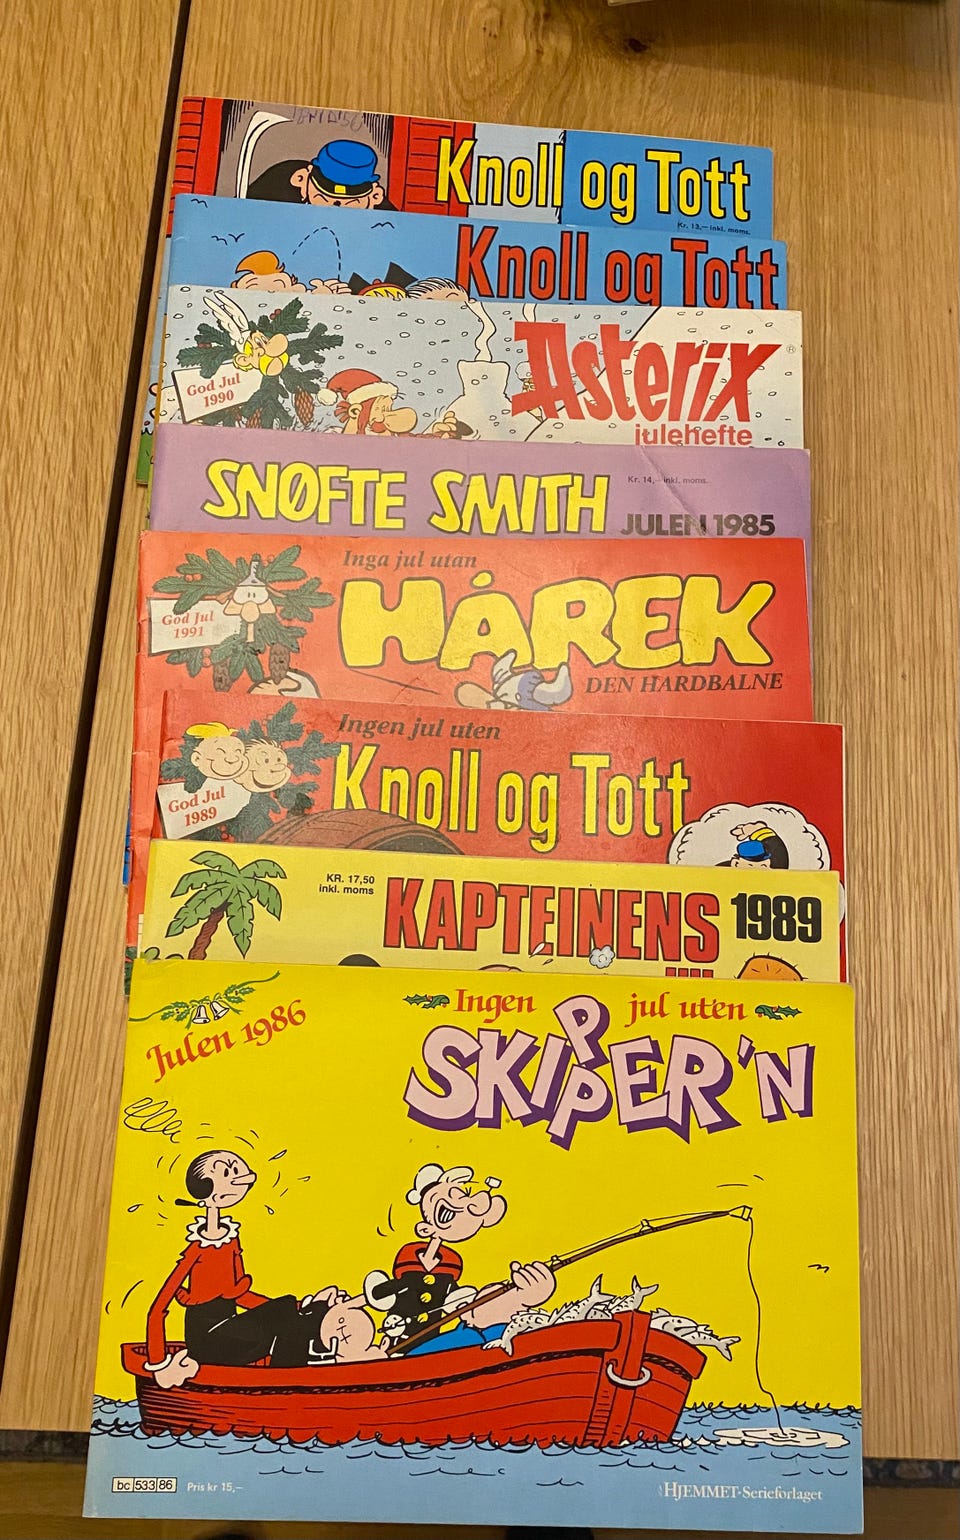 Knoll og Tott
Kr. 13,– inkl. moms.
Knoll og Tott
God Jul
1990
Asterix®
julehefte
SNØFTE SMITH
Kr. 14,– inkl. moms.
JULEN 1985
Inga jul utan
HÅREK
DEN HARDBALNE
God Jul
1991
Ingen jul uten
Knoll og Tott
God Jul
1989
KR. 17,50
inkl. moms
KAPTEINENS
1989
Julen 1986
Ingen jul uten
SKIPPER'N
bc 533 86
Pris kr 15,–
HJEMMET-Serieforlaget